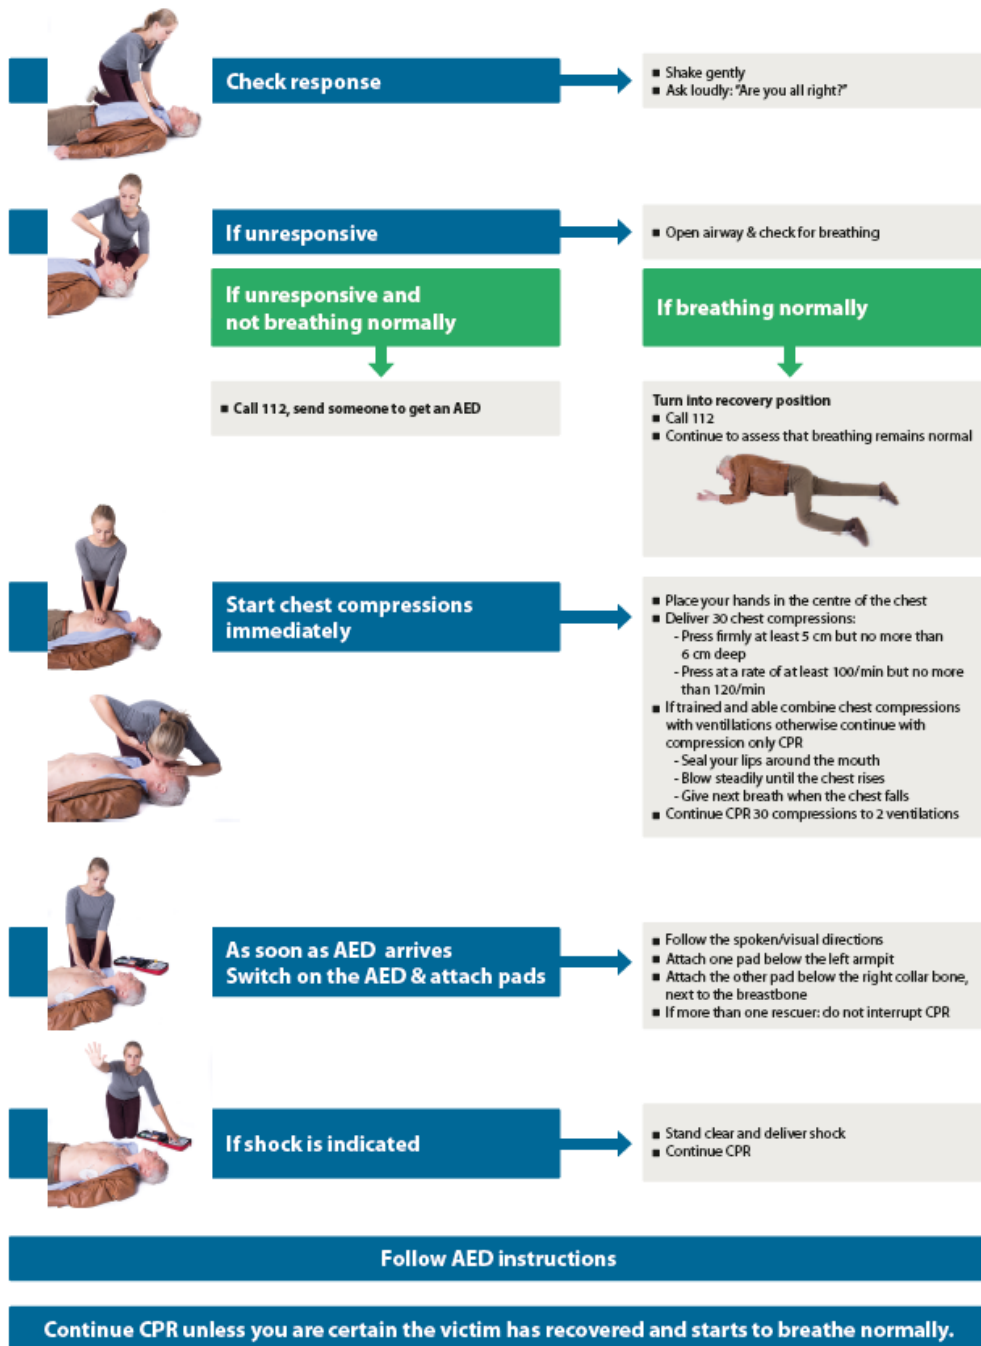 Check response
■ Shake gently
■ Ask loudly: “Are you all right?”
If unresponsive
■ Open airway & check for breathing
If unresponsive and
not breathing normally
■ Call 112, send someone to get an AED
If breathing normally
Turn into recovery position
■ Call 112
■ Continue to assess that breathing remains normal
Start chest compressions
immediately
■ Place your hands in the centre of the chest
■ Deliver 30 chest compressions:
- Press firmly at least 5 cm but no more than
6 cm deep
- Press at a rate of at least 100/min but no more
than 120/min
■ If trained and able combine chest compressions
with ventillations otherwise continue with
compression only CPR
- Seal your lips around the mouth
- Blow steadily until the chest rises
- Give next breath when the chest falls
■ Continue CPR 30 compressions to 2 ventilations
As soon as AED arrives
Switch on the AED & attach pads
■ Follow the spoken/visual directions
■ Attach one pad below the left armpit
■ Attach the other pad below the right collar bone,
next to the breastbone
■ If more than one rescuer: do not interrupt CPR
If shock is indicated
■ Stand clear and deliver shock
■ Continue CPR
Follow AED instructions
Continue CPR unless you are certain the victim has recovered and starts to breathe normally.